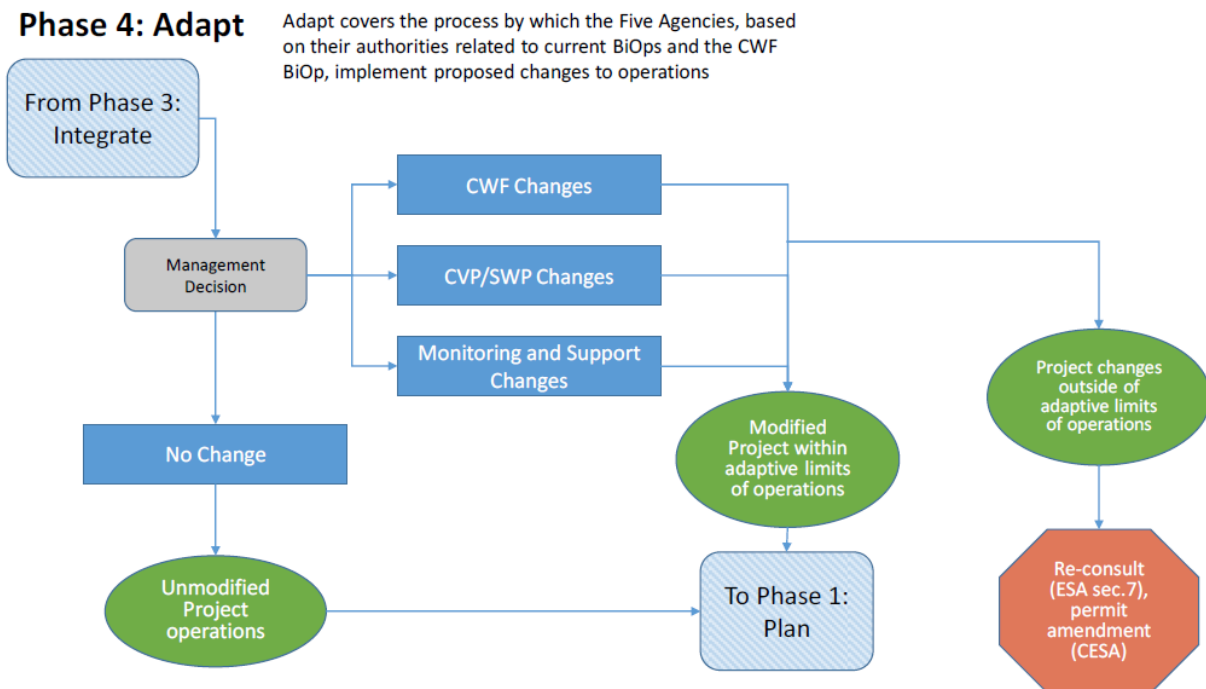 Phase 4: Adapt
Adapt covers the process by which the Five Agencies, based
on their authorities related to current BiOps and the CWF
BiOp, implement proposed changes to operations
From Phase 3:
Integrate
CWF Changes
Management
Decision
CVP/SWP Changes
Monitoring and Support
Changes
Project changes
outside of
adaptive limits
of operations
No Change
Modified
Project within
adaptive limits
of operations
Unmodified
Project
operations
To Phase 1:
Plan
Re-consult
(ESA sec.7),
permit
amendment
(CESA)